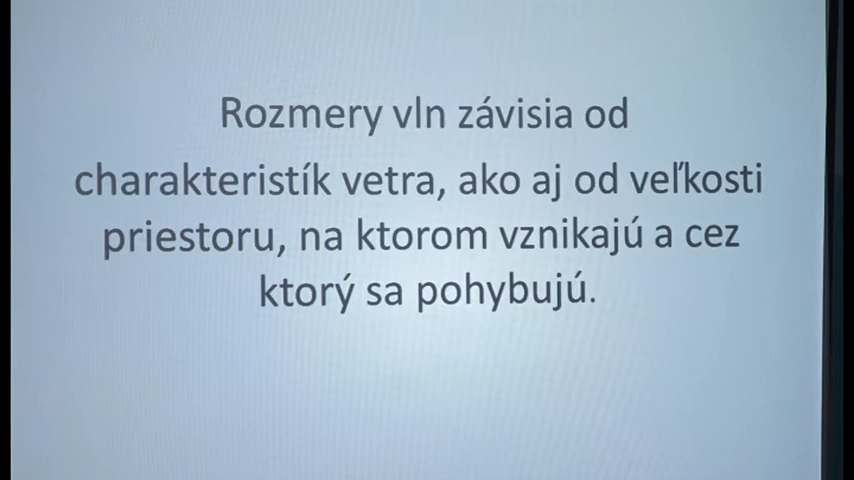 Rozmery vln závisia od
charakteristík vetra, ako aj od veľkosti
priestoru, na ktorom vznikajú a cez
ktorý sa pohybujú.